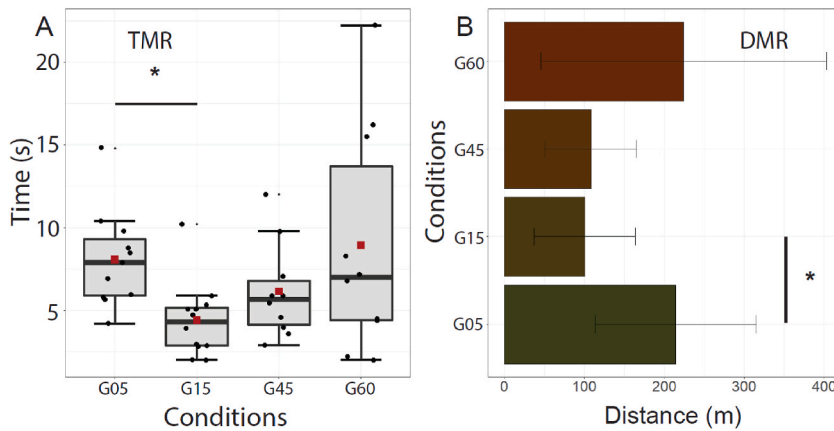 A
TMR
*
20
15
10
5
Time (s)
G05 G15 G45 G60
Conditions
B
DMR
G60
G45
G15
G05
*
Conditions
0 100 200 300 400
Distance (m)